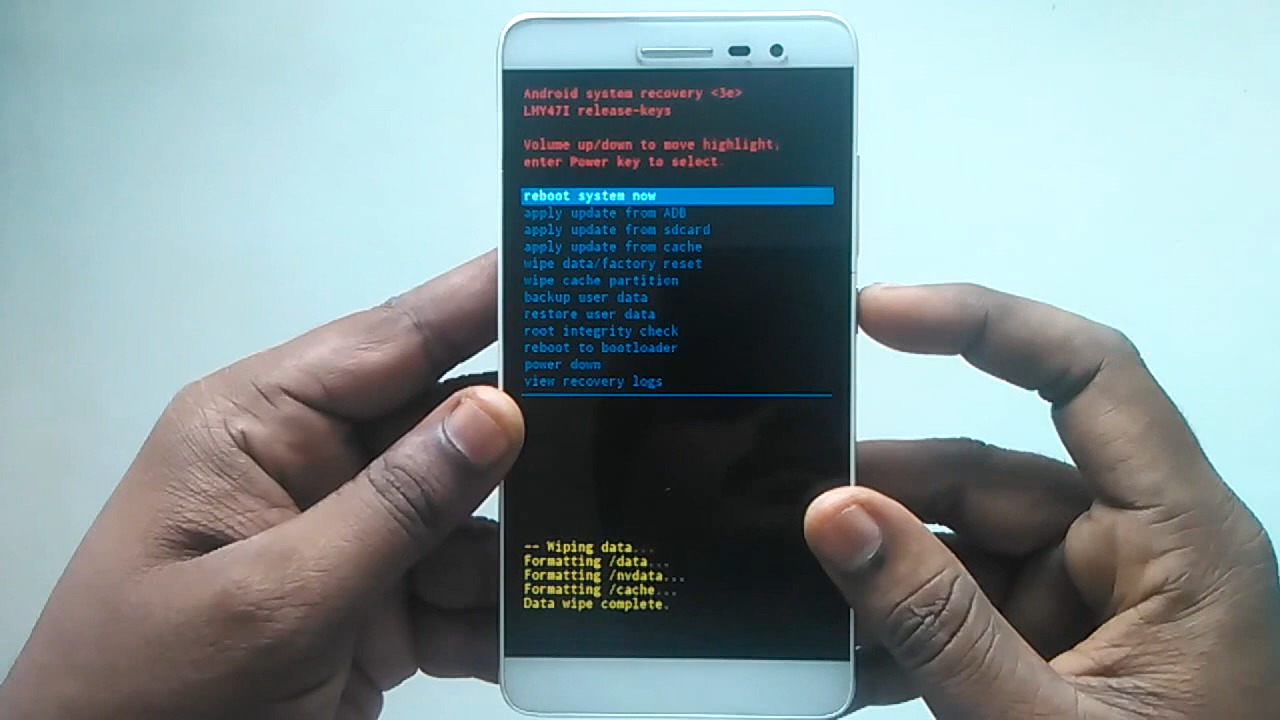 Android system recovery <3e>
LMY47I release-keys
Volume up/down to move highlight;
enter Power key to select.
reboot system now
apply update from ADB
apply update from sdcard
apply update from cache
wipe data/factory reset
wipe cache partition
backup user data
restore user data
root integrity check
reboot to bootloader
power down
view recovery logs
-- Wiping data...
Formatting /data...
Formatting /nvdata...
Formatting /cache...
Data wipe complete.